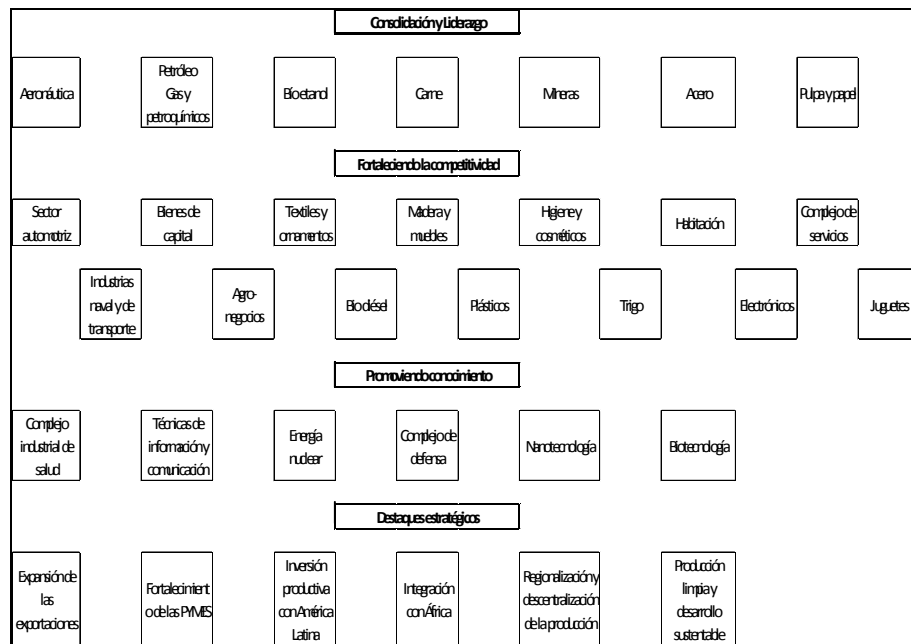 Consolidación y Liderazgo
Aeronáutica
Petróleo
Gas y
petroquímicos
Bioetanol
Carne
Mineras
Acero
Pulpa y papel
Fortaleciendo la competitividad
Sector
automotriz
Bienes de
capital
Textiles y
ornamentos
Madera y
muebles
Higiene y
cosméticos
Habitación
Complejo de
servicios
Industrias
naval y de
transporte
Agro-
negocios
Biodiésel
Plásticos
Trigo
Electrónicos
Juguetes
Promoviendo conocimiento
Complejo
industrial de
salud
Técnicas de
información y
comunicación
Energía
nuclear
Complejo de
defensa
Nanotecnología
Biotecnología
Destaques estratégicos
Expansión de
las
exportaciones
Fortalecimient
o de las PYMES
Inversión
productiva
con América
Latina
Integración
con África
Regionalización y
descentralización
de la producción
Producción
limpia y
desarrollo
sustentable